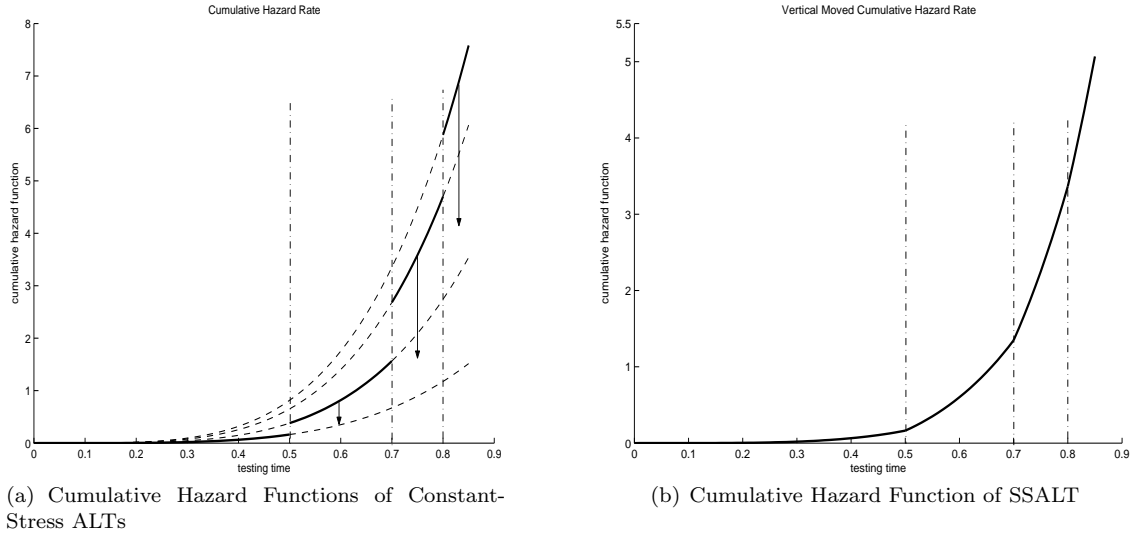 Cumulative Hazard Rate
8
7
6
5
4
3
2
1
0
cumulative hazard function
0 0.1 0.2 0.3 0.4 0.5 0.6 0.7 0.8 0.9
testing time
(a) Cumulative Hazard Functions of Constant-
Stress ALTs
Vertical Moved Cumulative Hazard Rate
5.5
5
4
3
2
1
0
cumulative hazard function
0 0.1 0.2 0.3 0.4 0.5 0.6 0.7 0.8 0.9
testing time
(b) Cumulative Hazard Function of SSALT